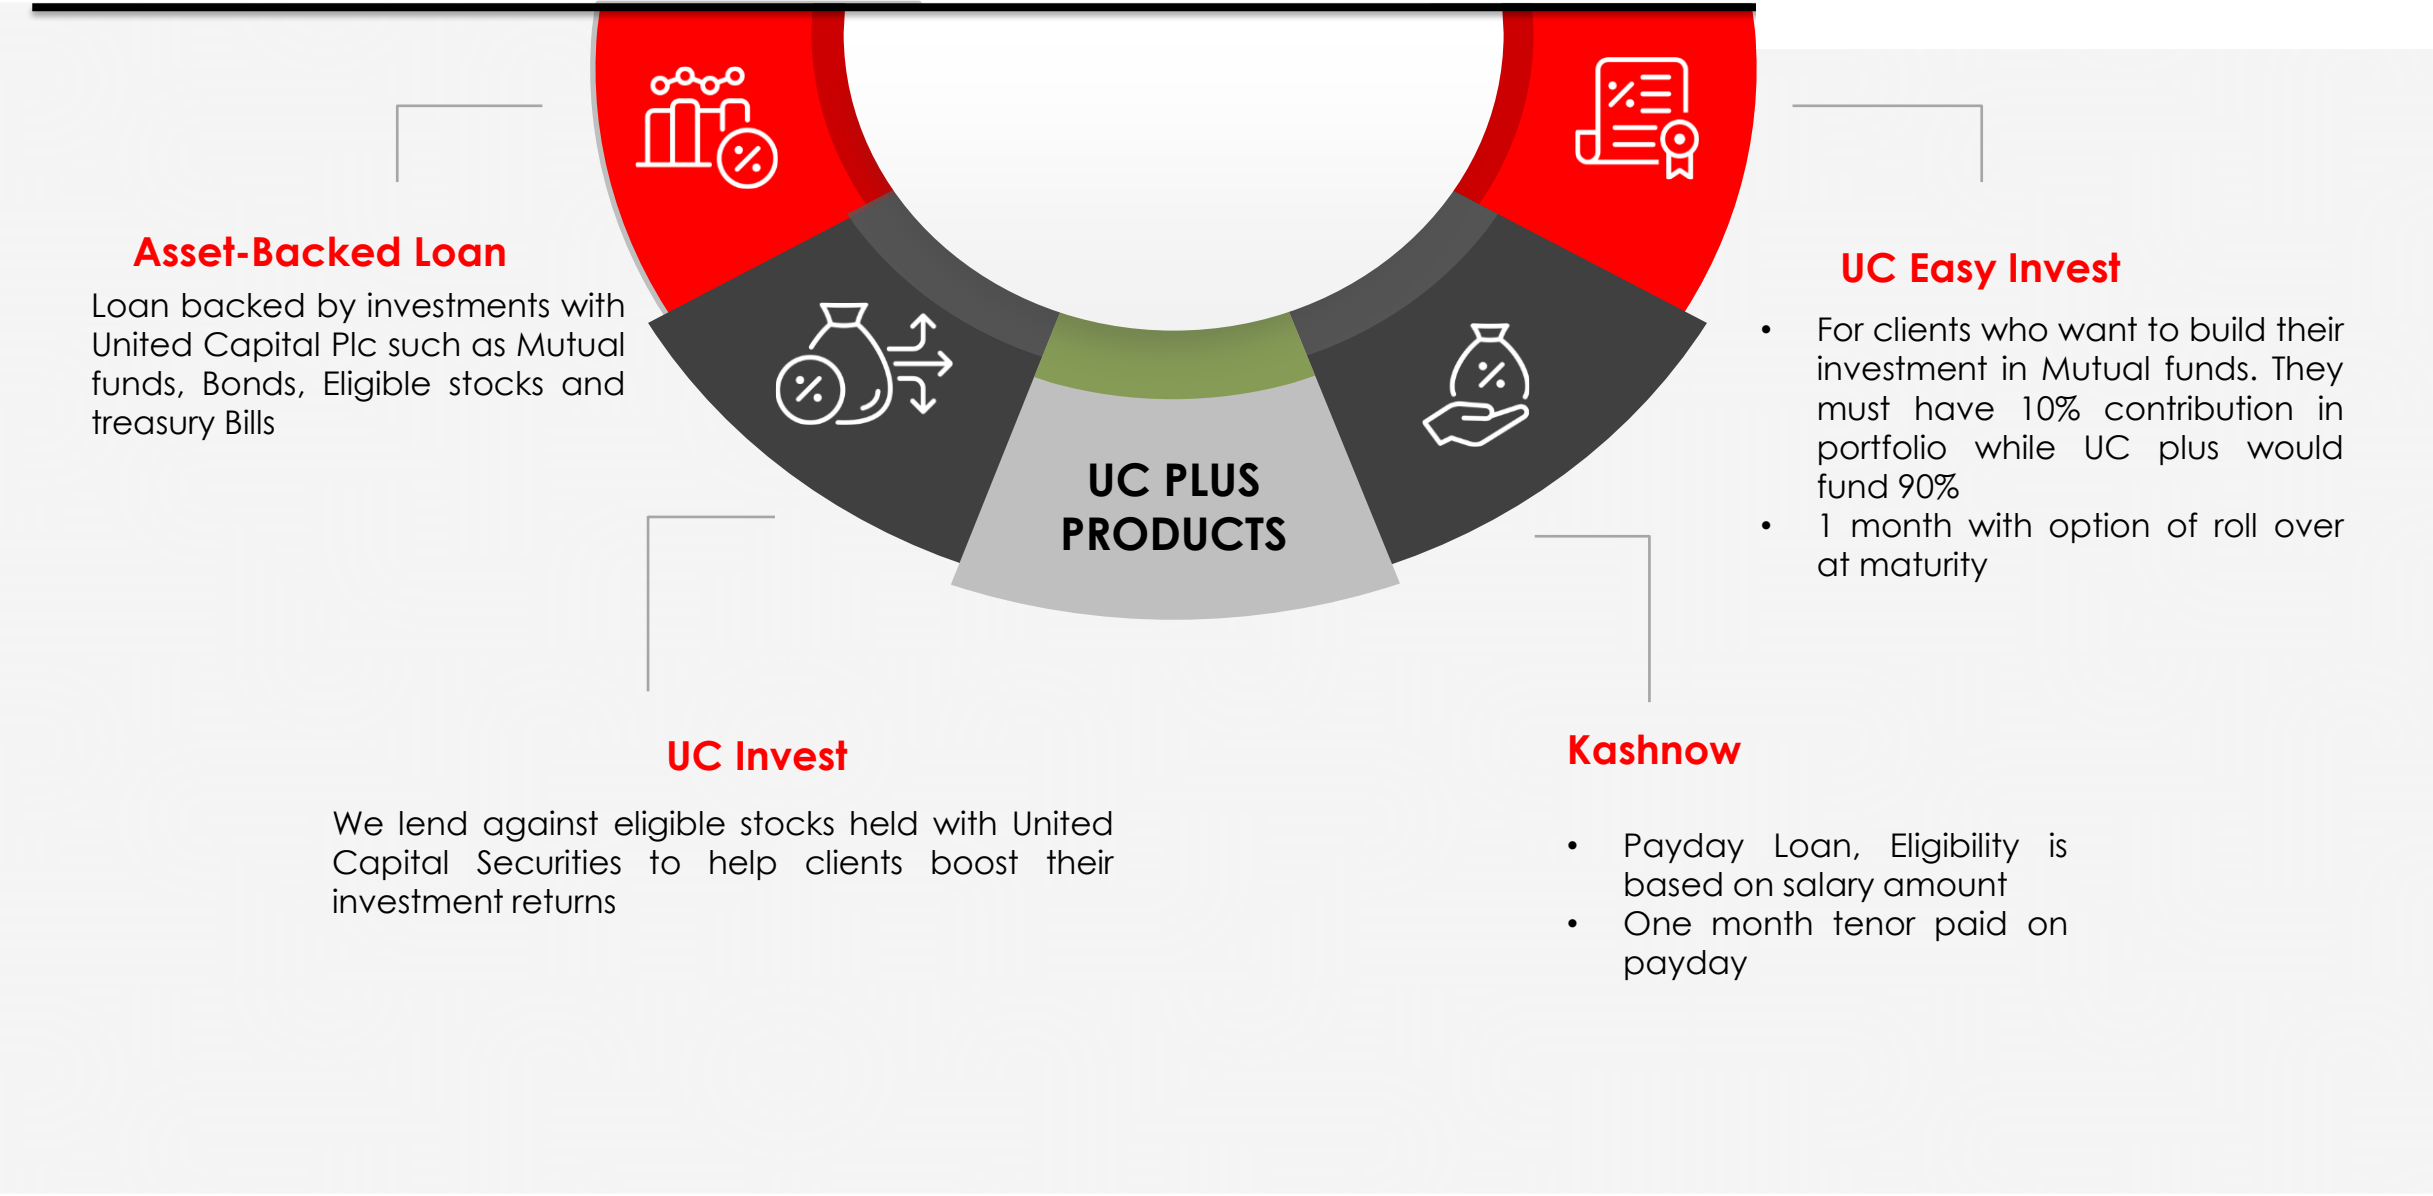 Asset-Backed Loan
Loan backed by investments with
United Capital Plc such as Mutual
funds, Bonds, Eligible stocks and
treasury Bills
UC Easy Invest
• For clients who want to build their
investment in Mutual funds. They
must have 10% contribution in
portfolio while UC plus would
fund 90%
• 1 month with option of roll over
at maturity
UC PLUS
PRODUCTS
UC Invest
We lend against eligible stocks held with United
Capital Securities to help clients boost their
investment returns
Kashnow
• Payday Loan, Eligibility is
based on salary amount
• One month tenor paid on
payday